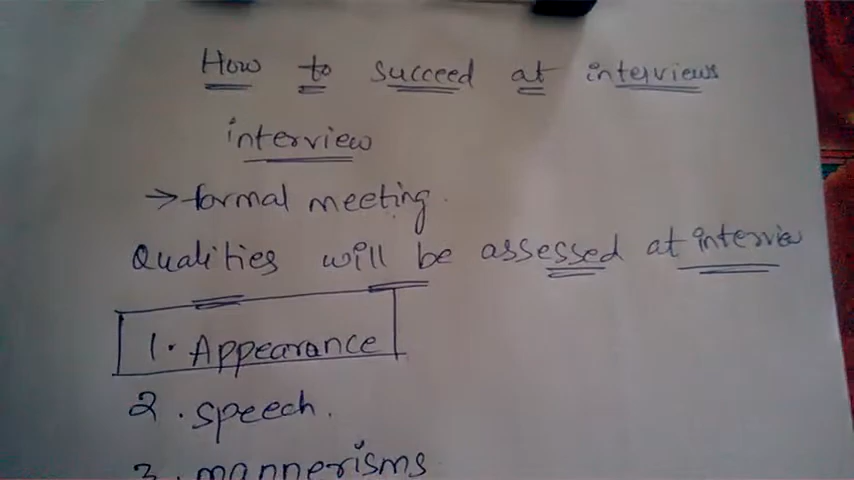 How to succeed at interviews
interview
→ formal meeting.
Qualities will be assessed at interview
1. Appearance
2. speech.
3. mannerisms